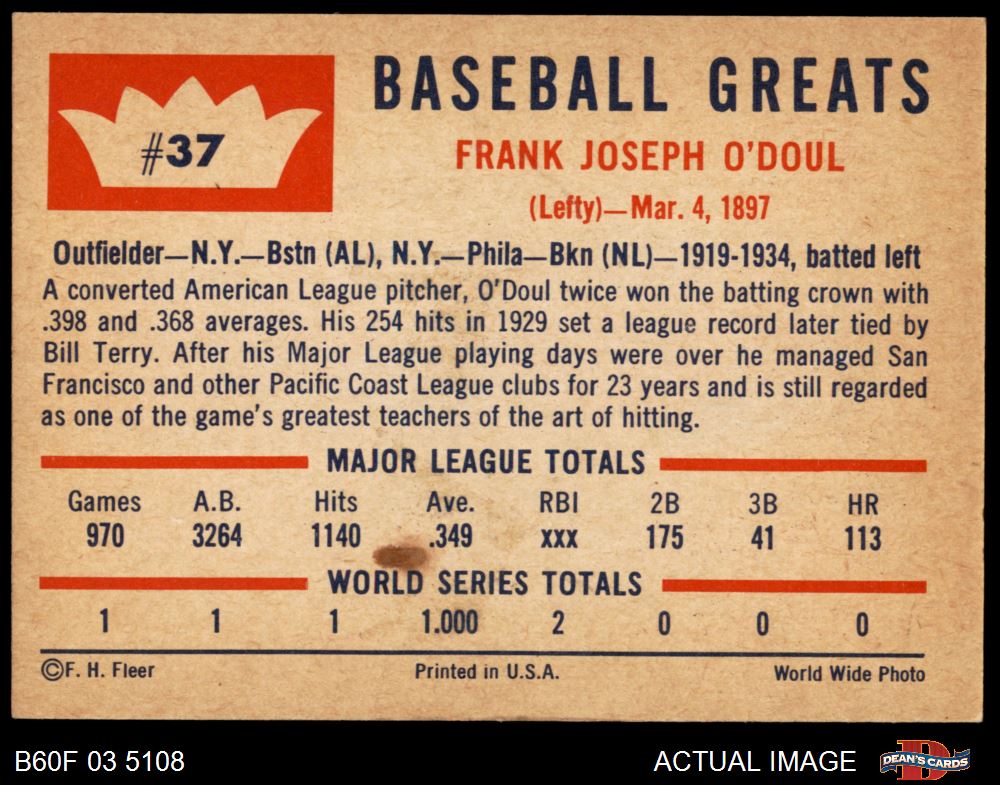 #37
BASEBALL GREATS
FRANK JOSEPH O'DOUL
(Lefty)—Mar. 4, 1897
Outfielder—N.Y.—Bstn (AL), N.Y.—Phila—Bkn (NL)—1919-1934, batted left
A converted American League pitcher, O'Doul twice won the batting crown with
.398 and .368 averages. His 254 hits in 1929 set a league record later tied by
Bill Terry. After his Major League playing days were over he managed San
Francisco and other Pacific Coast League clubs for 23 years and is still regarded
as one of the game's greatest teachers of the art of hitting.
MAJOR LEAGUE TOTALS
Games A.B. Hits Ave. RBI 2B 3B HR
970 3264 1140 .349 xxx 175 41 113
WORLD SERIES TOTALS
1 1 1 1.000 2 0 0 0
©F. H. Fleer Printed in U.S.A. World Wide Photo
B60F 03 5108 ACTUAL IMAGE D DEAN'S CARDS